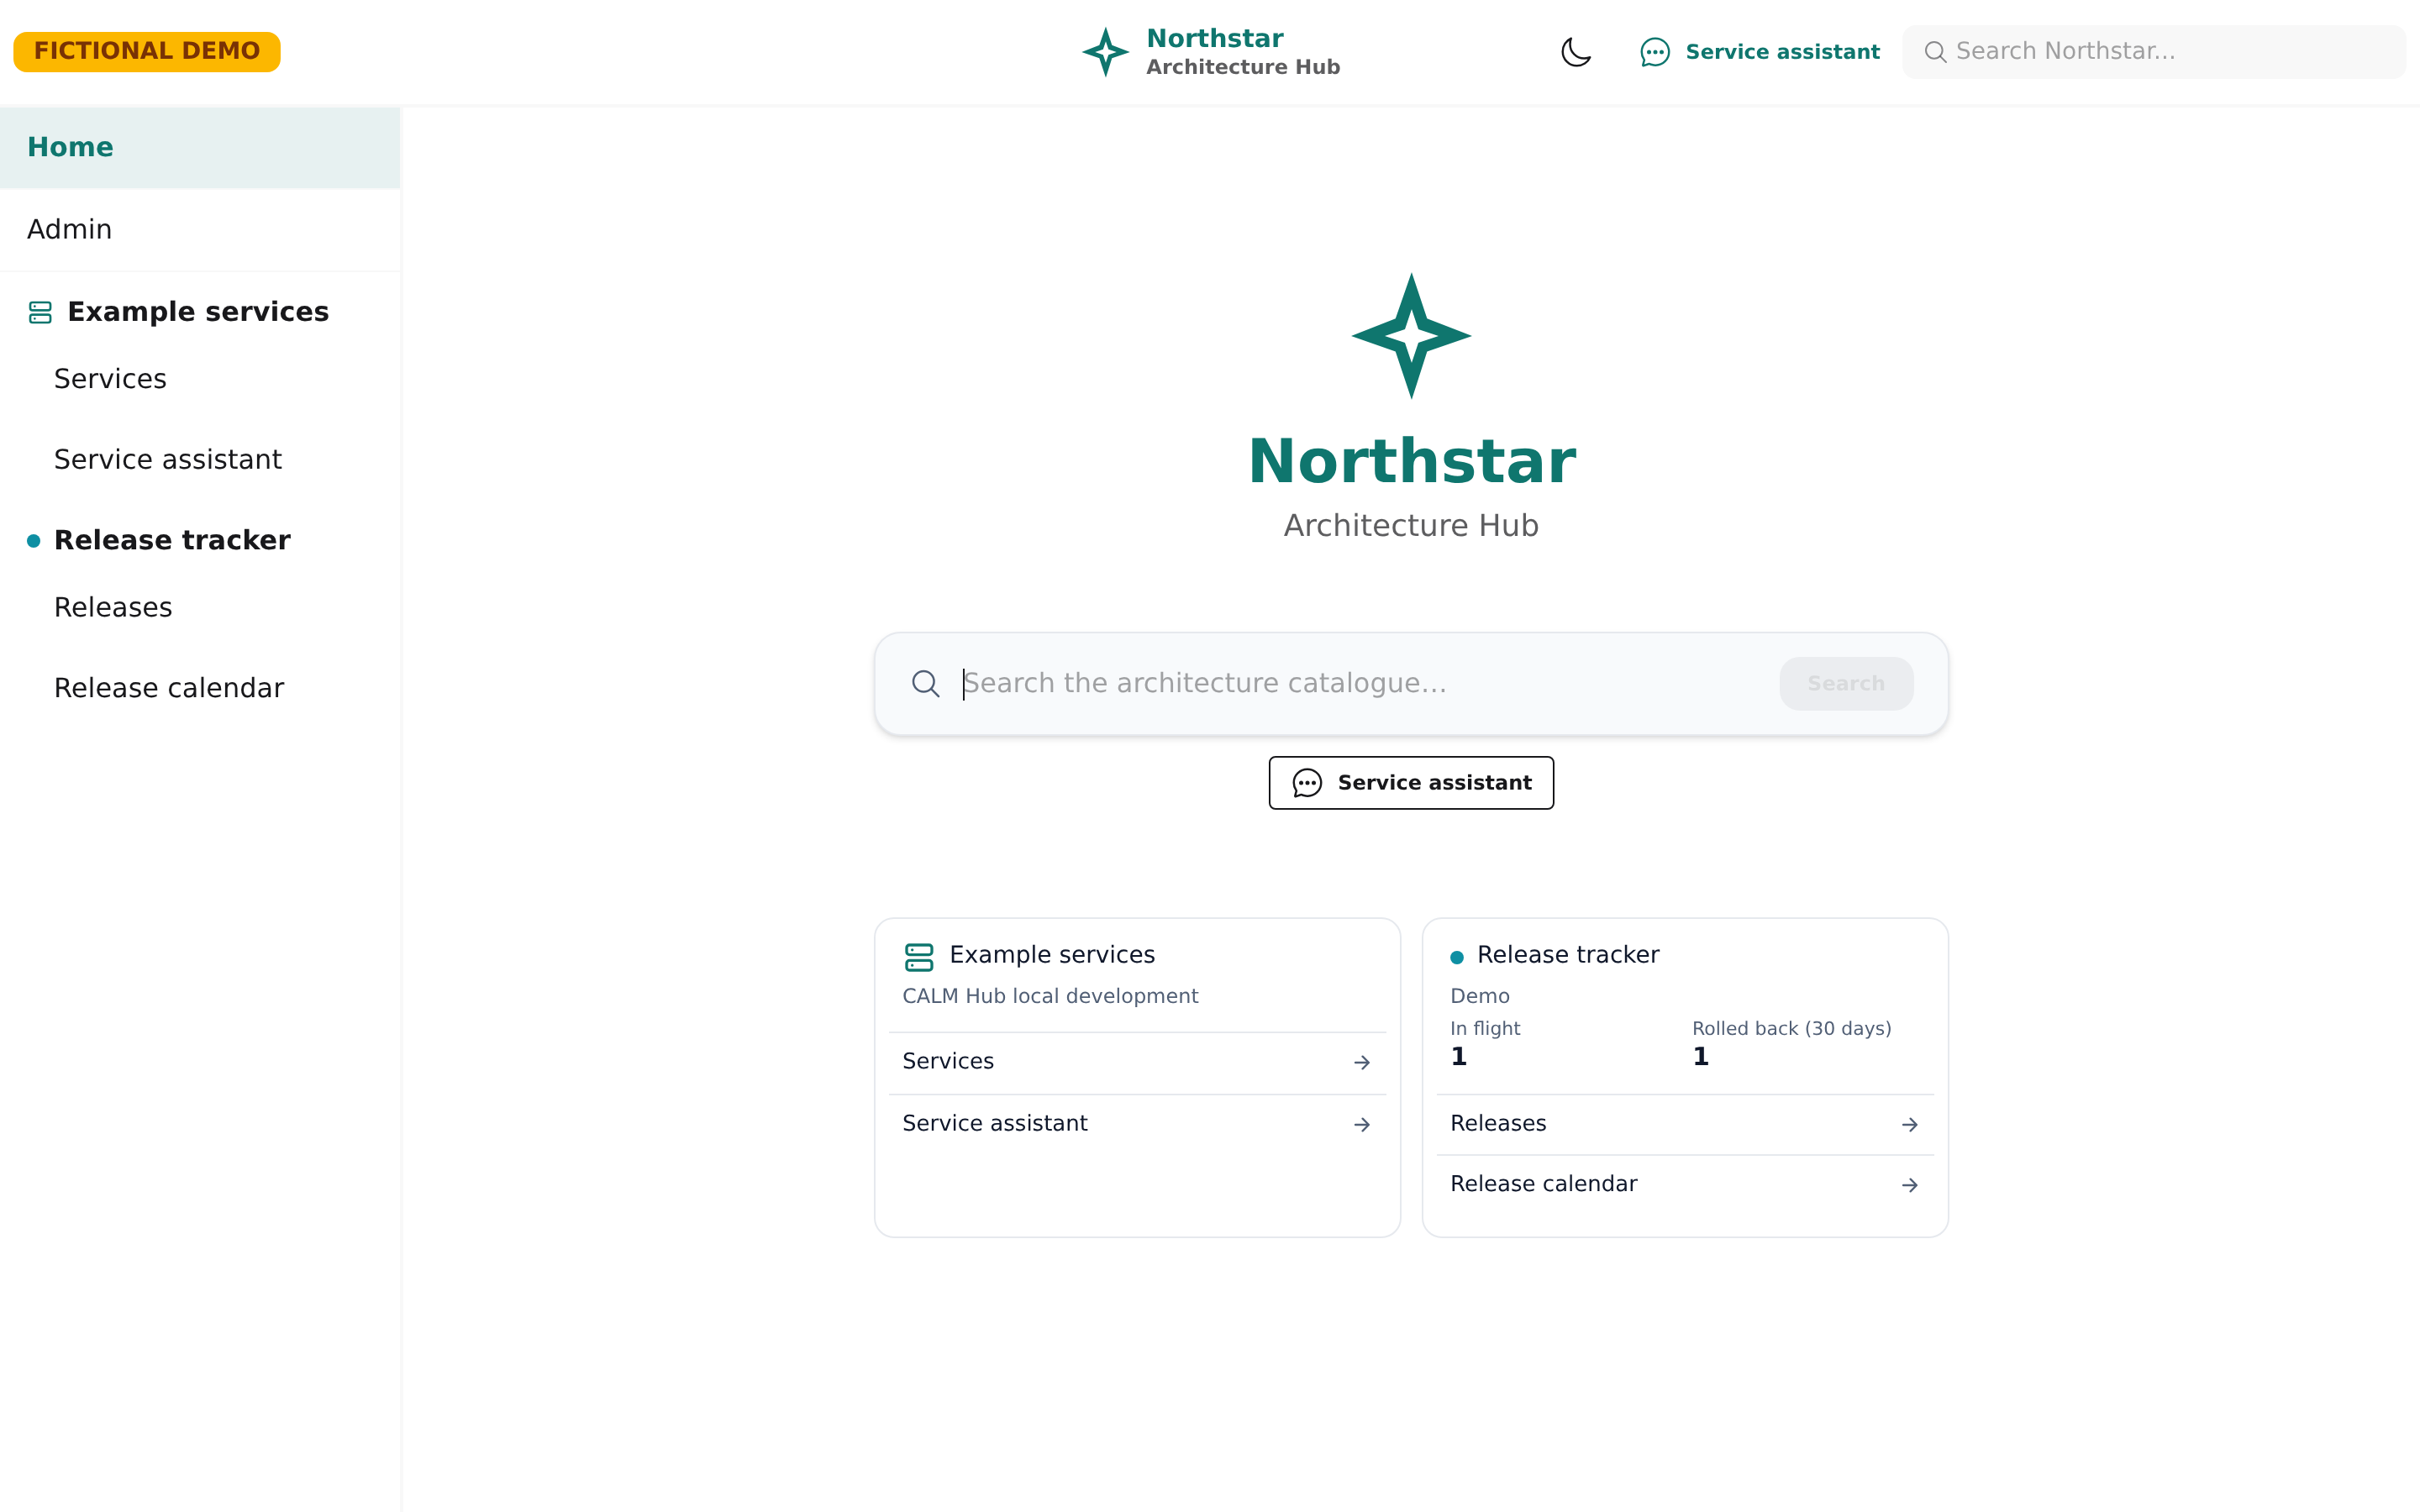 FICTIONAL DEMO
Northstar
Architecture Hub
Service assistant
Search Northstar...
Home
Admin
Example services
Services
Service assistant
Release tracker
Releases
Release calendar
Northstar
Architecture Hub
Search the architecture catalogue...
Search
Service assistant
Example services
CALM Hub local development
Services
Service assistant
Release tracker
Demo
In flight
1
Rolled back (30 days)
1
Releases
Release calendar